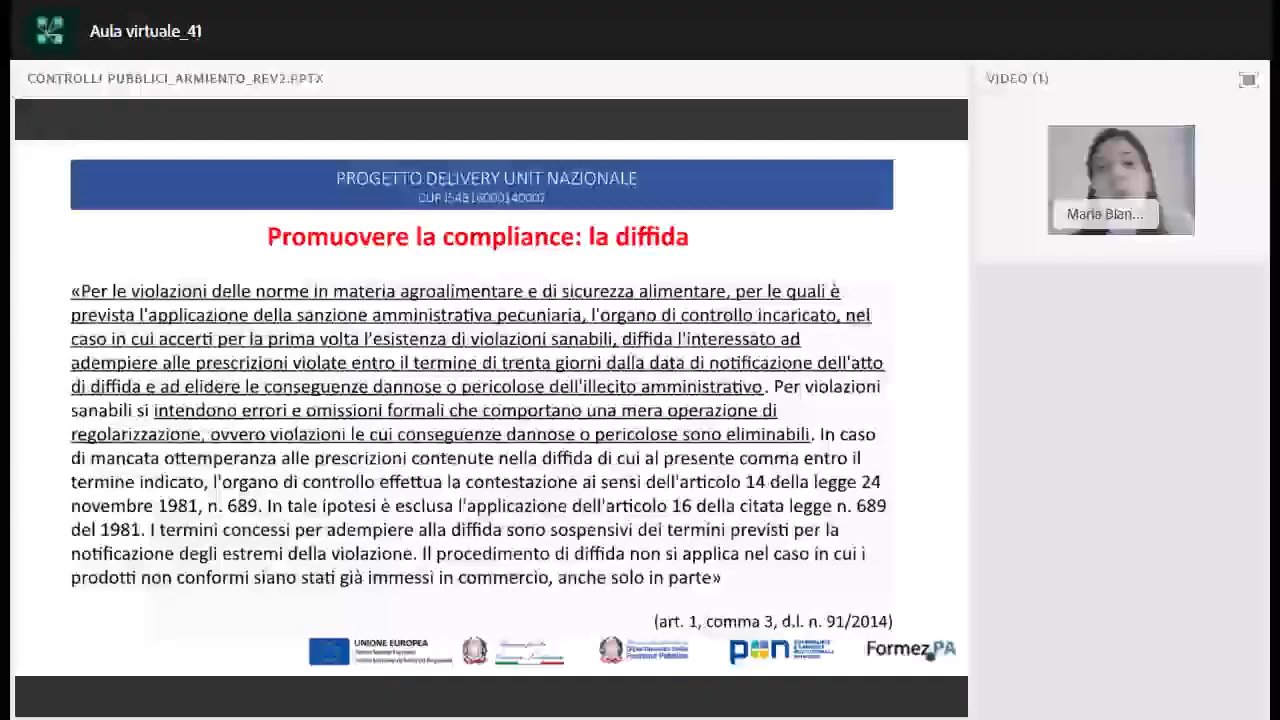 Aula virtuale_41
CONTROLLI PUBBLICI_ARMIENTO_REV2.PPTX
VIDEO (1)
PROGETTO DELIVERY UNIT NAZIONALE
CUP J54B16000140007
Promuovere la compliance: la diffida
Maria Bian...
«Per le violazioni delle norme in materia agroalimentare e di sicurezza alimentare, per le quali è
prevista l'applicazione della sanzione amministrativa pecuniaria, l'organo di controllo incaricato, nel
caso in cui accerti per la prima volta l'esistenza di violazioni sanabili, diffida l'interessato ad
adempiere alle prescrizioni violate entro il termine di trenta giorni dalla data di notificazione dell'atto
di diffida e ad elidere le conseguenze dannose o pericolose dell'illecito amministrativo. Per violazioni
sanabili si intendono errori e omissioni formali che comportano una mera operazione di
regolarizzazione, ovvero violazioni le cui conseguenze dannose o pericolose sono eliminabili. In caso
di mancata ottemperanza alle prescrizioni contenute nella diffida di cui al presente comma entro il
termine indicato, l'organo di controllo effettua la contestazione ai sensi dell'articolo 14 della legge 24
novembre 1981, n. 689. In tale ipotesi è esclusa l'applicazione dell'articolo 16 della citata legge n. 689
del 1981. I termini concessi per adempiere alla diffida sono sospensivi dei termini previsti per la
notificazione degli estremi della violazione. Il procedimento di diffida non si applica nel caso in cui i
prodotti non conformi siano stati già immessi in commercio, anche solo in parte»
(art. 1, comma 3, d.l. n. 91/2014)
UNIONE EUROPEA
pon
Formez PA